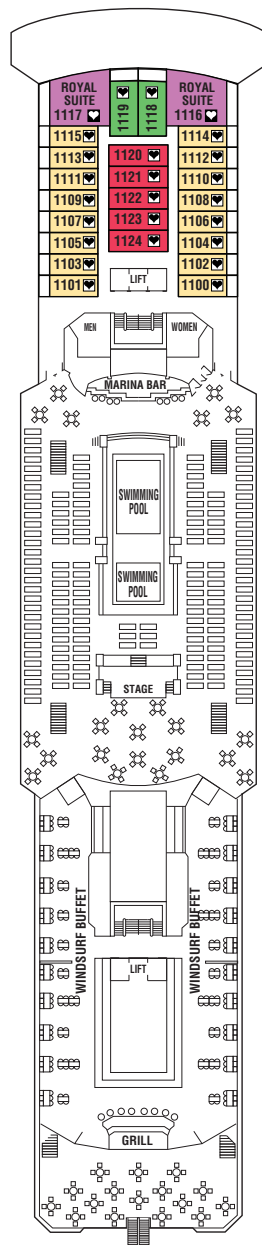 ROYAL
SUITE
1117
1119
1118
ROYAL
SUITE
1116
1115
1114
1113
1120
1112
1111
1121
1110
1109
1122
1108
1107
1123
1106
1105
1124
1104
1103
1102
1101
LIFT
1100
MEN
WOMEN
MARINA BAR
SWIMMING
POOL
SWIMMING
POOL
STAGE
WINDSURF BUFFET
WINDSURF BUFFET
LIFT
GRILL